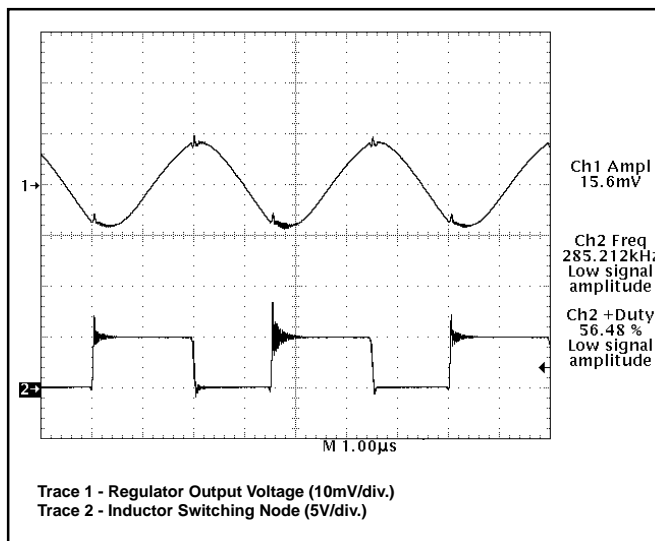 1
Ch1 Ampl
15.6mV
Ch2 Freq
285.212kHz
Low signal
amplitude
Ch2 +Duty
56.48 %
Low signal
amplitude
2
M 1.00µs
Trace 1 - Regulator Output Voltage (10mV/div.)
Trace 2 - Inductor Switching Node (5V/div.)